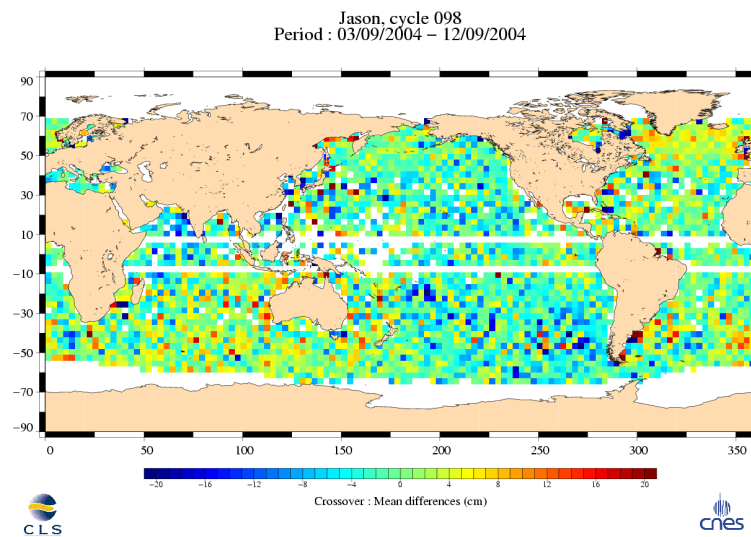 Jason, cycle 098
Period : 03/09/2004 − 12/09/2004
90
70
50
30
10
−10
−30
−50
−70
−90
0 50 100 150 200 250 300 350
−20 −16 −12 −8 −4 0 4 8 12 16 20
Crossover : Mean differences (cm)
CLS
cnes